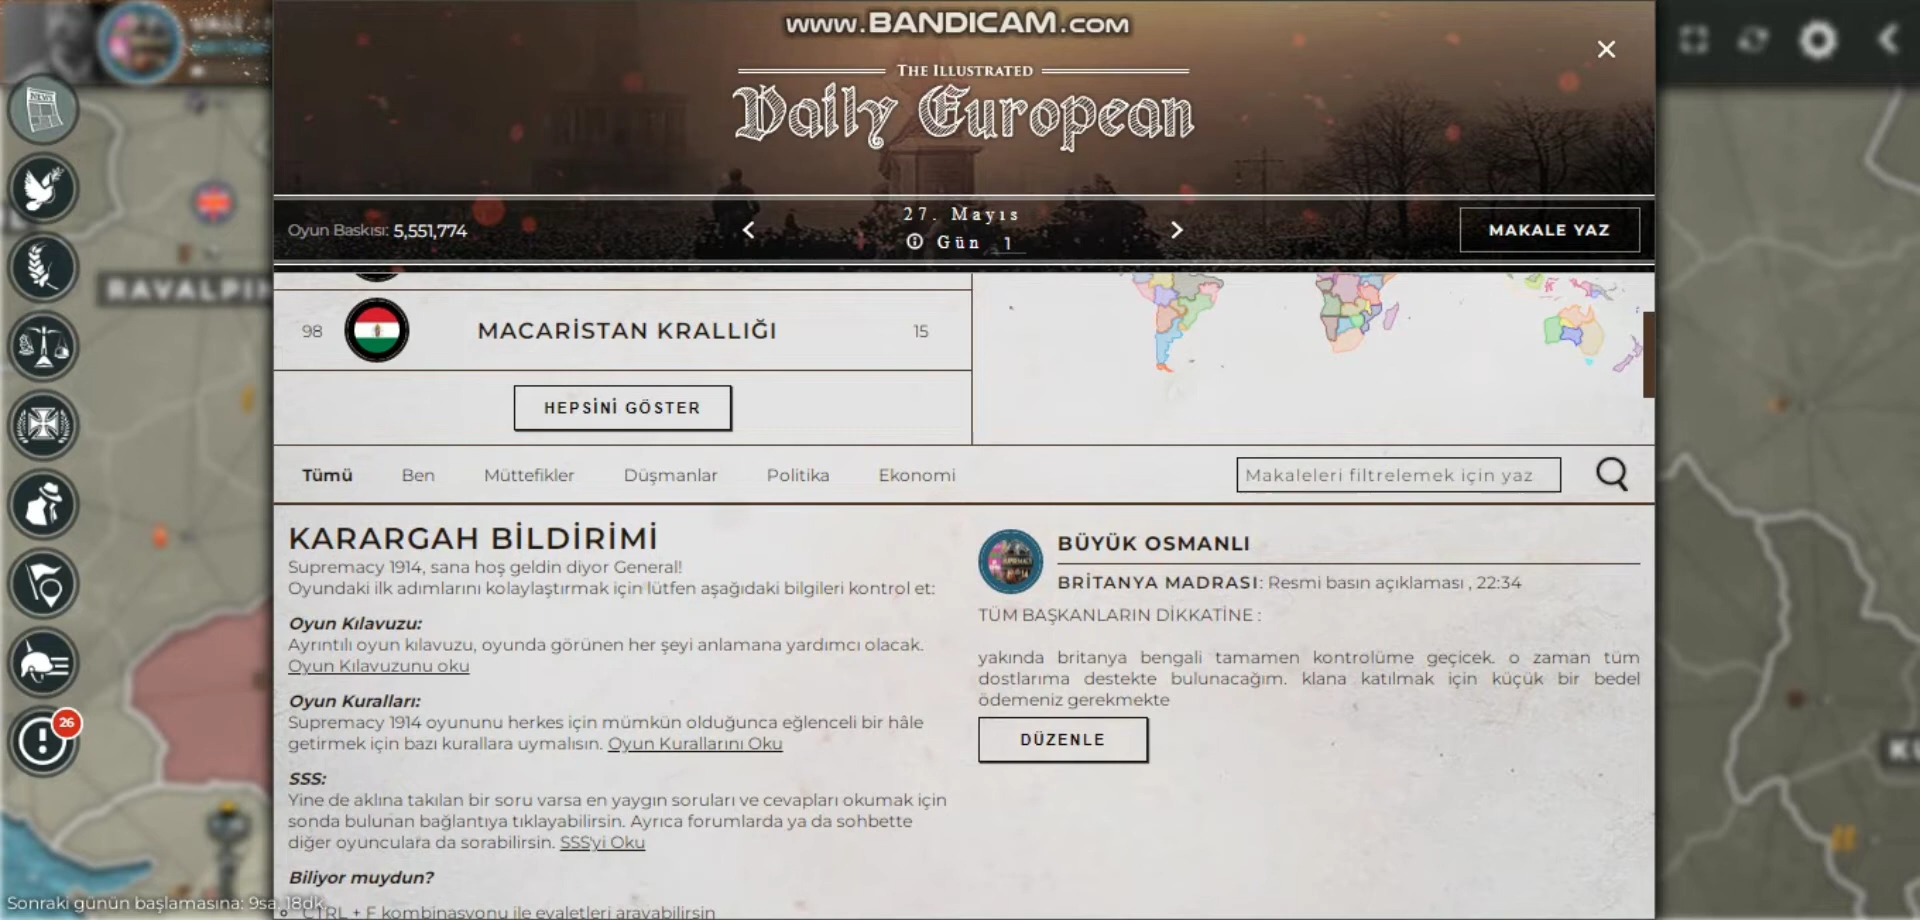 www.BANDICAM.com
THE ILLUSTRATED
Daily European
Oyun Baskısı: 5,551,774
27. Mayıs
Gün 1
MAKALE YAZ
NEWS
98 MACARİSTAN KRALLIĞI 15
HEPSİNİ GÖSTER
Tümü Ben Müttefikler Düşmanlar Politika Ekonomi
Makaleleri filtrelemek için yaz
KARARGAH BİLDİRİMİ
Supremacy 1914, sana hoş geldin diyor General!
Oyundaki ilk adımlarını kolaylaştırmak için lütfen aşağıdaki bilgileri kontrol et:
Oyun Kılavuzu:
Ayrıntılı oyun kılavuzu, oyunda görünen her şeyi anlamana yardımcı olacak.
Oyun Kılavuzunu oku
Oyun Kuralları:
Supremacy 1914 oyununu herkes için mümkün olduğunca eğlenceli bir hâle
getirmek için bazı kurallara uymalısın. Oyun Kurallarını Oku
SSS:
Yine de aklına takılan bir soru varsa en yaygın soruları ve cevapları okumak için
sonda bulunan bağlantıya tıklayabilirsin. Ayrıca forumlarda ya da sohbette
diğer oyunculara da sorabilirsin. SSS'yi Oku
Biliyor muydun?
CTRL + F kombinasyonu ile eyaletleri arayabilirsin
BÜYÜK OSMANLI
BRİTANYA MADRASI: Resmi basın açıklaması , 22:34
TÜM BAŞKANLARIN DİKKATİNE :
yakında britanya bengali tamamen kontrolüme geçicek. o zaman tüm
dostlarıma destekte bulunacağım. klana katılmak için küçük bir bedel
ödemeniz gerekmekte
DÜZENLE
RAVALPI
26
Sonraki günün başlamasına: 9sa, 18dk